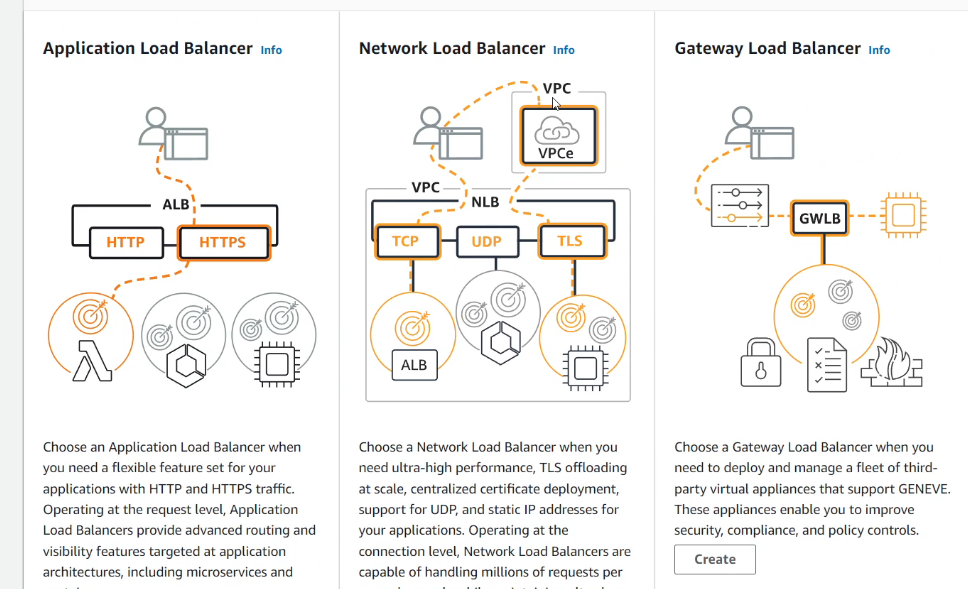 Application Load Balancer Info
ALB
HTTP
HTTPS
Choose an Application Load Balancer when
you need a flexible feature set for your
applications with HTTP and HTTPS traffic.
Operating at the request level, Application
Load Balancers provide advanced routing and
visibility features targeted at application
architectures, including microservices and
Network Load Balancer Info
VPC
VPCe
VPC
NLB
TCP
UDP
TLS
ALB
Choose a Network Load Balancer when you
need ultra-high performance, TLS offloading
at scale, centralized certificate deployment,
support for UDP, and static IP addresses for
your applications. Operating at the
connection level, Network Load Balancers are
capable of handling millions of requests per
Gateway Load Balancer Info
GWLB
Choose a Gateway Load Balancer when you
need to deploy and manage a fleet of third-
party virtual appliances that support GENEVE.
These appliances enable you to improve
security, compliance, and policy controls.
Create